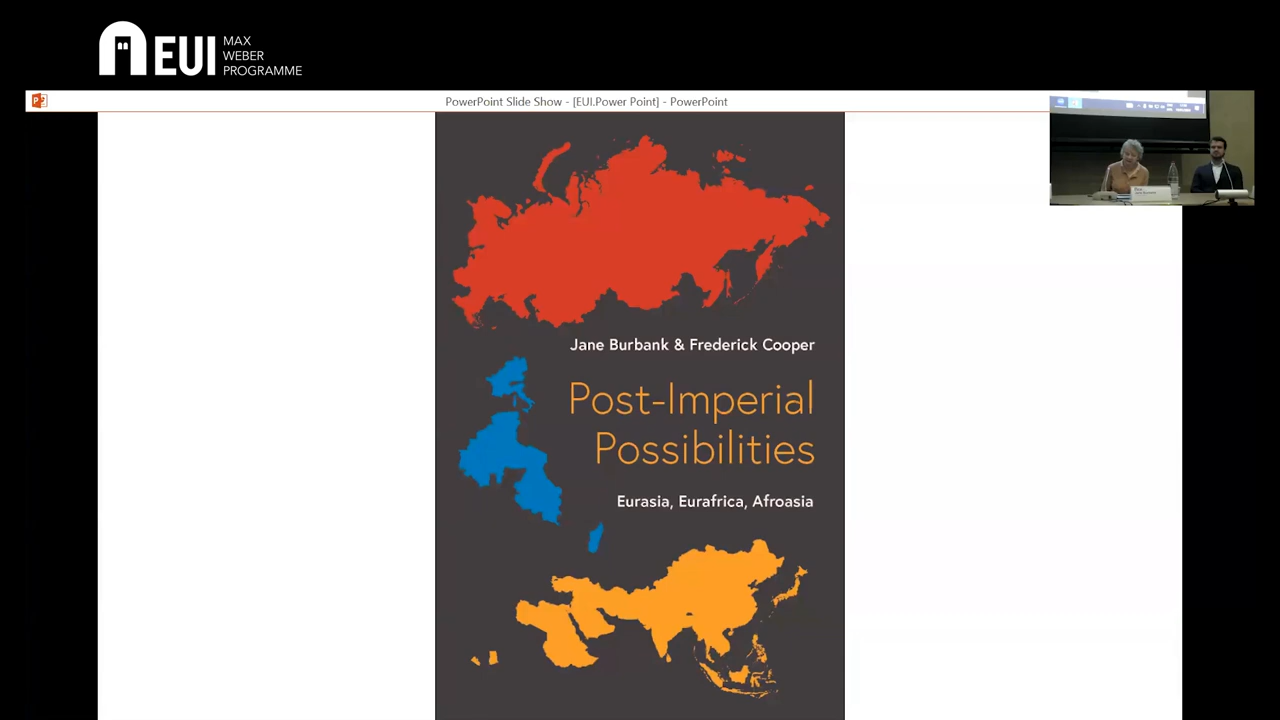 EUI
MAX
WEBER
PROGRAMME
PowerPoint Slide Show - [EUI.Power Point] - PowerPoint
Jane Burbank & Frederick Cooper
Post-Imperial
Possibilities
Eurasia, Eurafrica, Afroasia